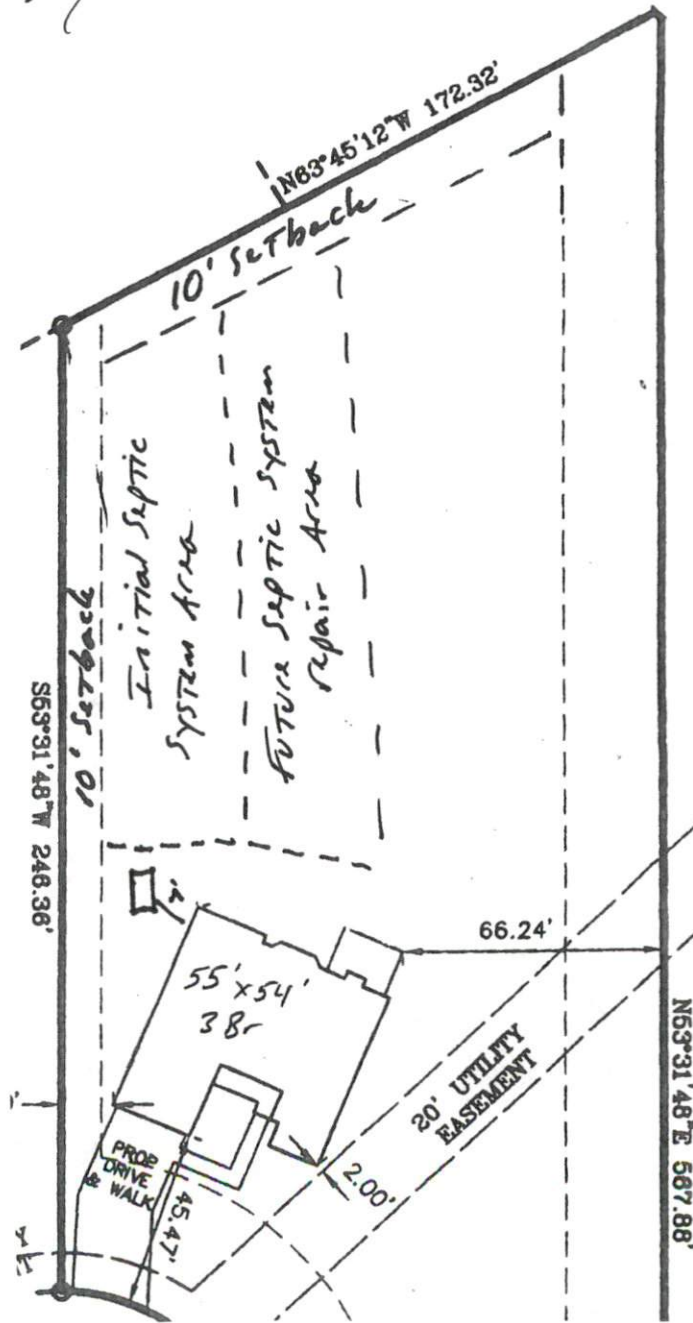 N63°45'12"W 172.32'
10' Setback
Initial Septic
System Area
Future Septic System
repair Area
10' Setback
S53°31'48"W 246.36'
55' x 54'
3 Br
66.24'
20' UTILITY
EASEMENT
N53°31'48"E 587.88'
2.00'
PROP
DRIVE
& WALK
45.47'